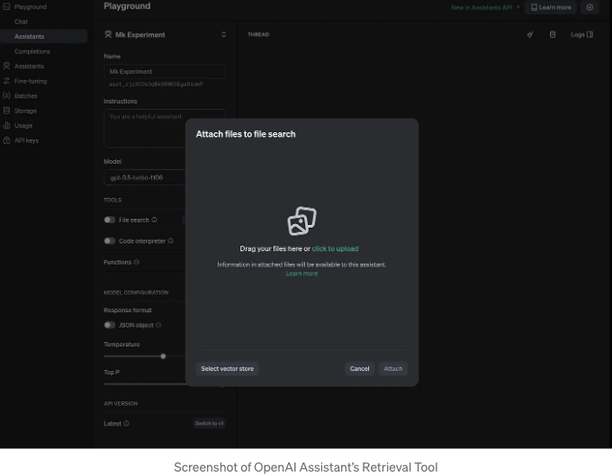 Playground
Playground
New in Assistants API
Learn more
Chat
Assistants
Completions
Assistants
Fine-tuning
Batches
Storage
Usage
API keys
Mk Experiment
Name
Mk Experiment
Instructions
You are a helpful assistant.
Model
gpt-3.5-turbo-1106
TOOLS
File search
Code interpreter
Functions
MODEL CONFIGURATION
Response format
JSON object
Temperature
Top P
API VERSION
Latest
Switch to v1
THREAD
Logs
Attach files to file search
Drag your files here or click to upload
Information in attached files will be available to this assistant.
Learn more
Select vector store
Cancel
Attach
Screenshot of OpenAI Assistant's Retrieval Tool